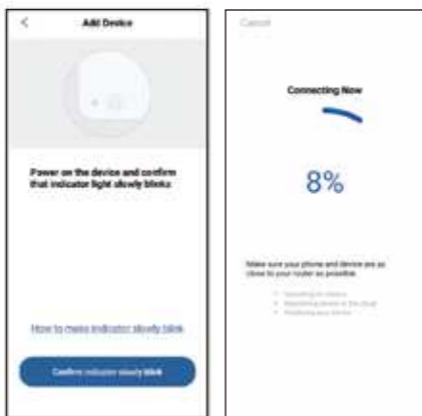 Add Device
Power on the device and confirm
that indicator light slowly blinks
How to make indicator slowly blink
Confirm indicator slowly blink
Cancel
Connecting Now
8%
Make sure your phone and device are as
close to your router as possible